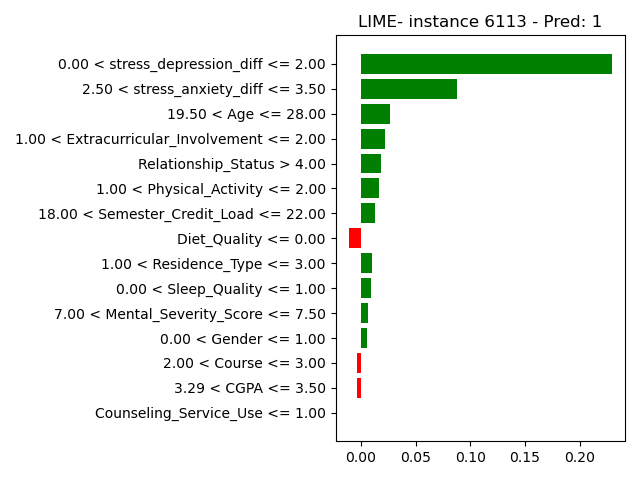 LIME- instance 6113 - Pred: 1
0.00 < stress_depression_diff <= 2.00
2.50 < stress_anxiety_diff <= 3.50
19.50 < Age <= 28.00
1.00 < Extracurricular_Involvement <= 2.00
Relationship_Status > 4.00
1.00 < Physical_Activity <= 2.00
18.00 < Semester_Credit_Load <= 22.00
Diet_Quality <= 0.00
1.00 < Residence_Type <= 3.00
0.00 < Sleep_Quality <= 1.00
7.00 < Mental_Severity_Score <= 7.50
0.00 < Gender <= 1.00
2.00 < Course <= 3.00
3.29 < CGPA <= 3.50
Counseling_Service_Use <= 1.00
0.00 0.05 0.10 0.15 0.20